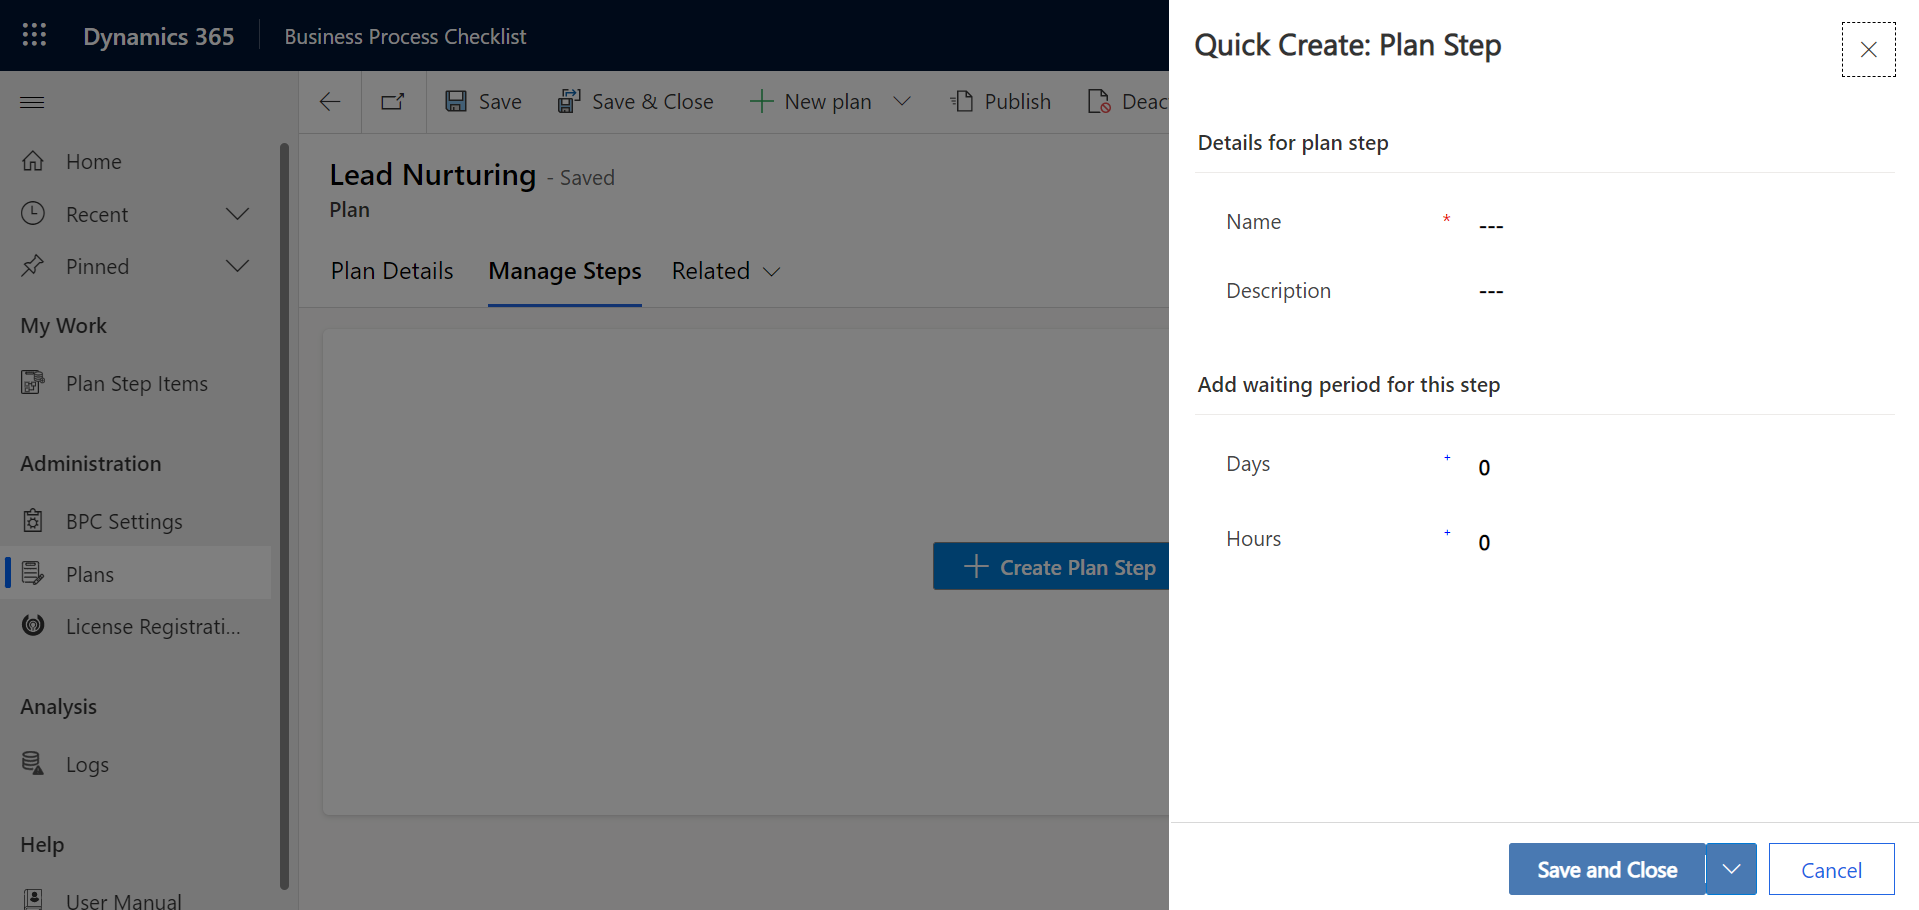 Dynamics 365
Business Process Checklist
Save
Save & Close
New plan
Publish
Deac
Home
Recent
Pinned
My Work
Plan Step Items
Administration
BPC Settings
Plans
License Registrati...
Analysis
Logs
Help
User Manual
Lead Nurturing - Saved
Plan
Plan Details
Manage Steps
Related
Create Plan Step
Quick Create: Plan Step
Details for plan step
Name * ---
Description ---
Add waiting period for this step
Days + 0
Hours + 0
Save and Close
Cancel